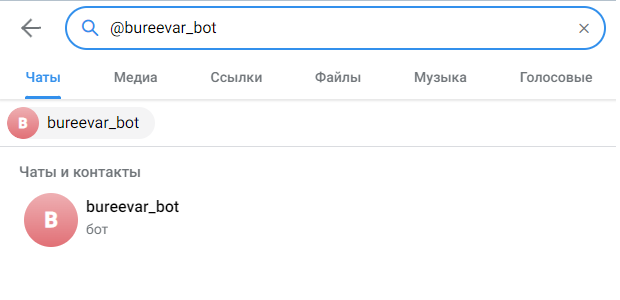 @bureevar_bot
Чаты Медиа Ссылки Файлы Музыка Голосовые
B bureevar_bot
Чаты и контакты
B
bureevar_bot
бот